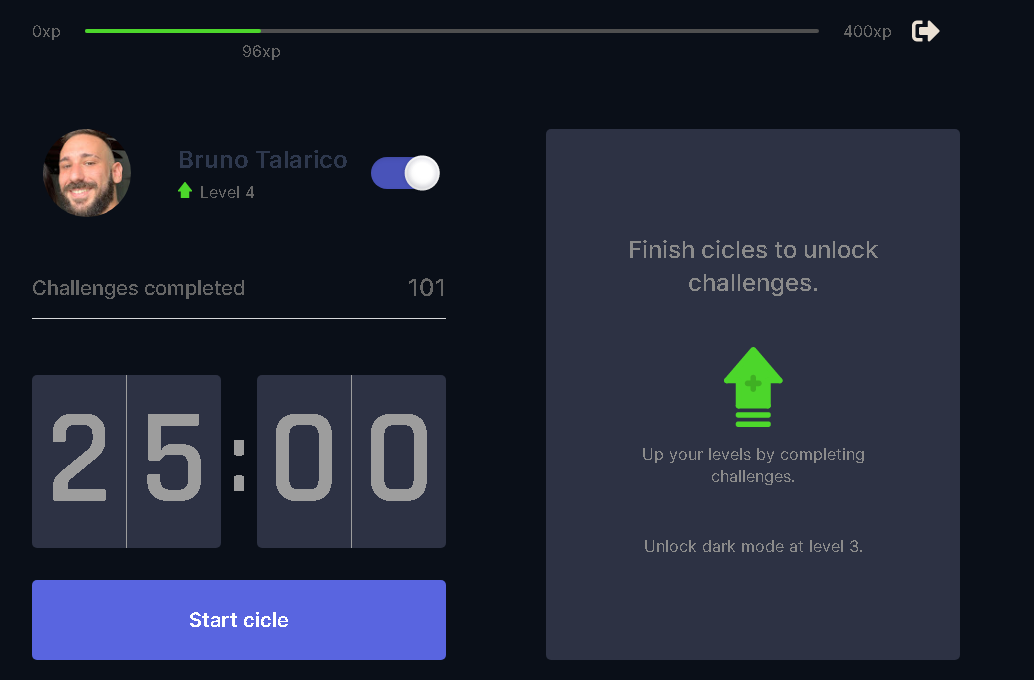 0xp
400xp
96xp
Bruno Talarico
Level 4
Challenges completed 101
25:00
Start cicle
Finish cicles to unlock
challenges.
Up your levels by completing
challenges.
Unlock dark mode at level 3.